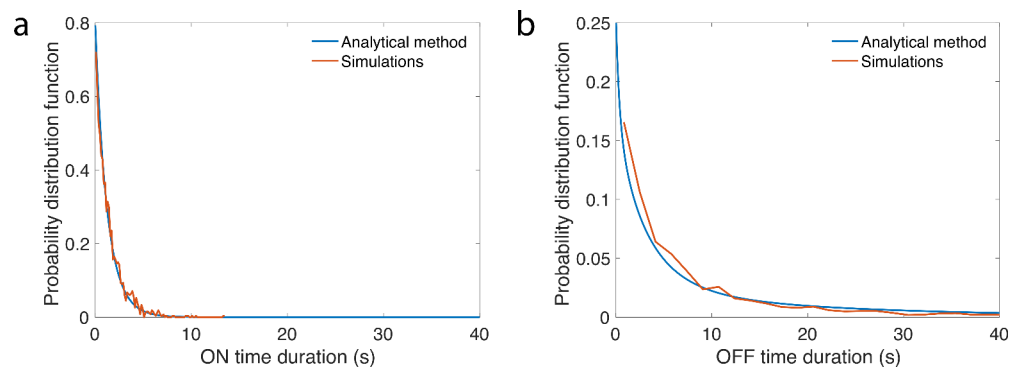 a
Probability distribution function
0.8
0.6
0.4
0.2
0
0 10 20 30 40
ON time duration (s)
Analytical method
Simulations
b
Probability distribution function
0.25
0.2
0.15
0.1
0.05
0
0 10 20 30 40
OFF time duration (s)
Analytical method
Simulations